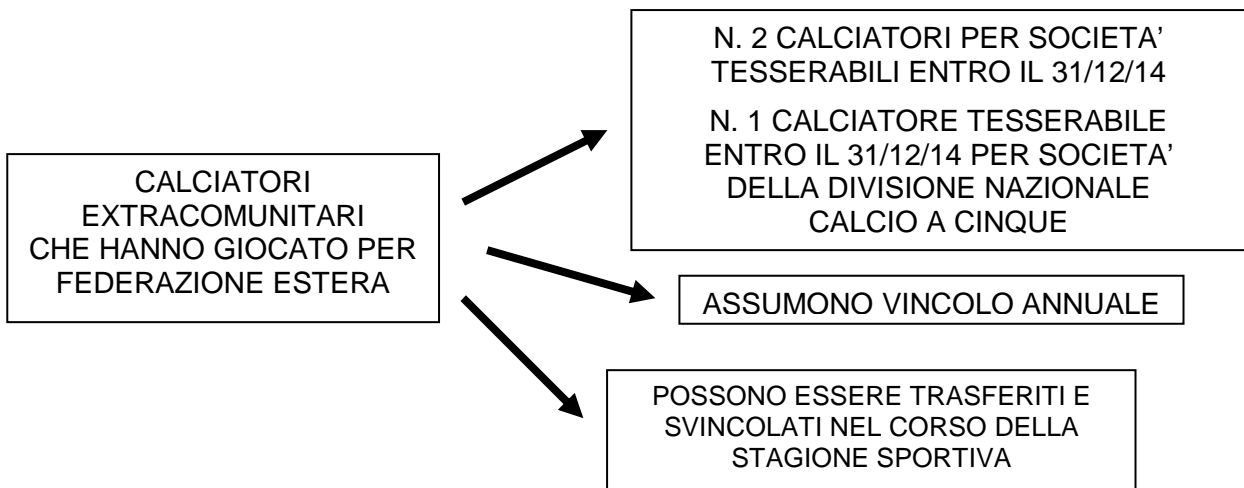 CALCIATORI
EXTRACOMUNITARI
CHE HANNO GIOCATO PER
FEDERAZIONE ESTERA
N. 2 CALCIATORI PER SOCIETA'
TESSERABILI ENTRO IL 31/12/14
N. 1 CALCIATORE TESSERABILE
ENTRO IL 31/12/14 PER SOCIETA'
DELLA DIVISIONE NAZIONALE
CALCIO A CINQUE
ASSUMONO VINCOLO ANNUALE
POSSONO ESSERE TRASFERITI E
SVINCOLATI NEL CORSO DELLA
STAGIONE SPORTIVA